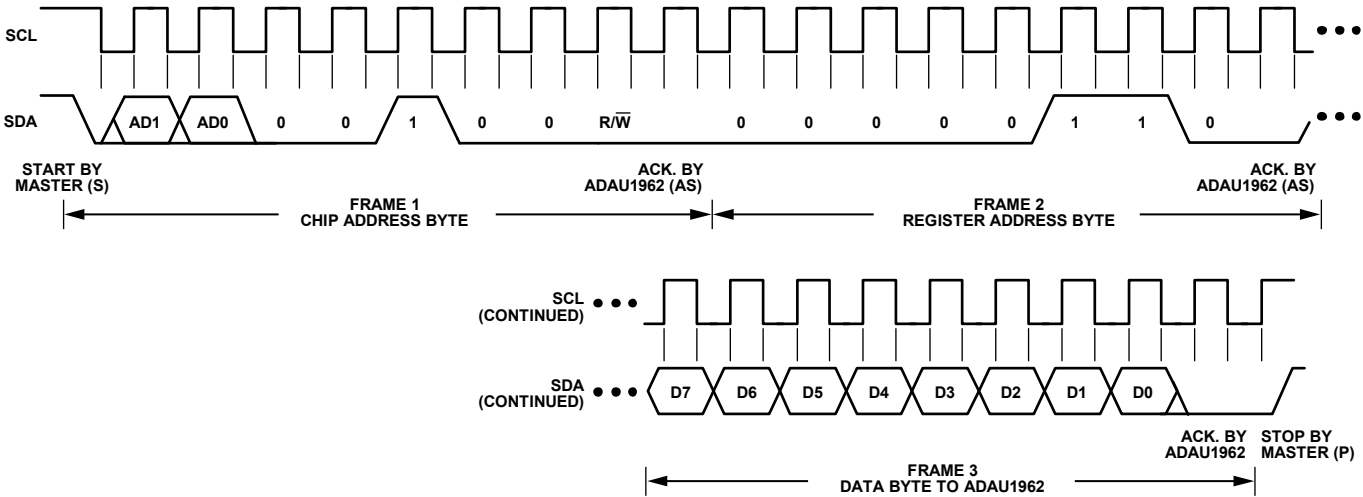 SCL
SDA
AD1 AD0 0 0 1 0 0 R/W̅ 0 0 0 0 0 1 1 0
START BY
MASTER (S)
ACK. BY
ADAU1962 (AS)
ACK. BY
ADAU1962 (AS)
FRAME 1
CHIP ADDRESS BYTE
FRAME 2
REGISTER ADDRESS BYTE
SCL
(CONTINUED)
SDA
(CONTINUED)
D7 D6 D5 D4 D3 D2 D1 D0
ACK. BY
ADAU1962
STOP BY
MASTER (P)
FRAME 3
DATA BYTE TO ADAU1962